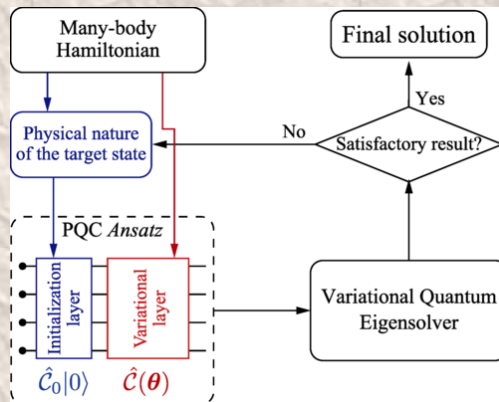 Many-body
Hamiltonian
Final solution
Yes
No
Physical nature
of the target state
Satisfactory result?
PQC Ansatz
Initialization
layer
Variational
layer
Variational Quantum
Eigensolver
Ĉ₀|0⟩
Ĉ(θ)